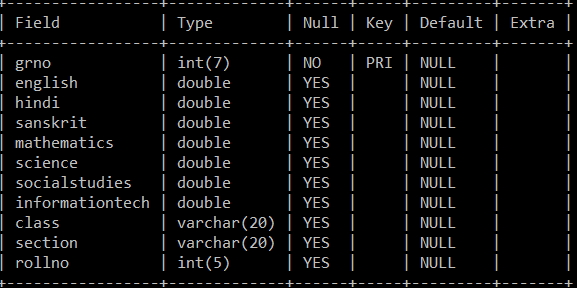 +----------------+-------------+------+-----+---------+-------+
| Field          | Type        | Null | Key | Default | Extra |
+----------------+-------------+------+-----+---------+-------+
| grno           | int(7)      | NO   | PRI | NULL    |       |
| english        | double      | YES  |     | NULL    |       |
| hindi          | double      | YES  |     | NULL    |       |
| sanskrit       | double      | YES  |     | NULL    |       |
| mathematics    | double      | YES  |     | NULL    |       |
| science        | double      | YES  |     | NULL    |       |
| socialstudies  | double      | YES  |     | NULL    |       |
| informationtech | double      | YES  |     | NULL    |       |
| class          | varchar(20) | YES  |     | NULL    |       |
| section        | varchar(20) | YES  |     | NULL    |       |
| rollno         | int(5)      | YES  |     | NULL    |       |
+----------------+-------------+------+-----+---------+-------+